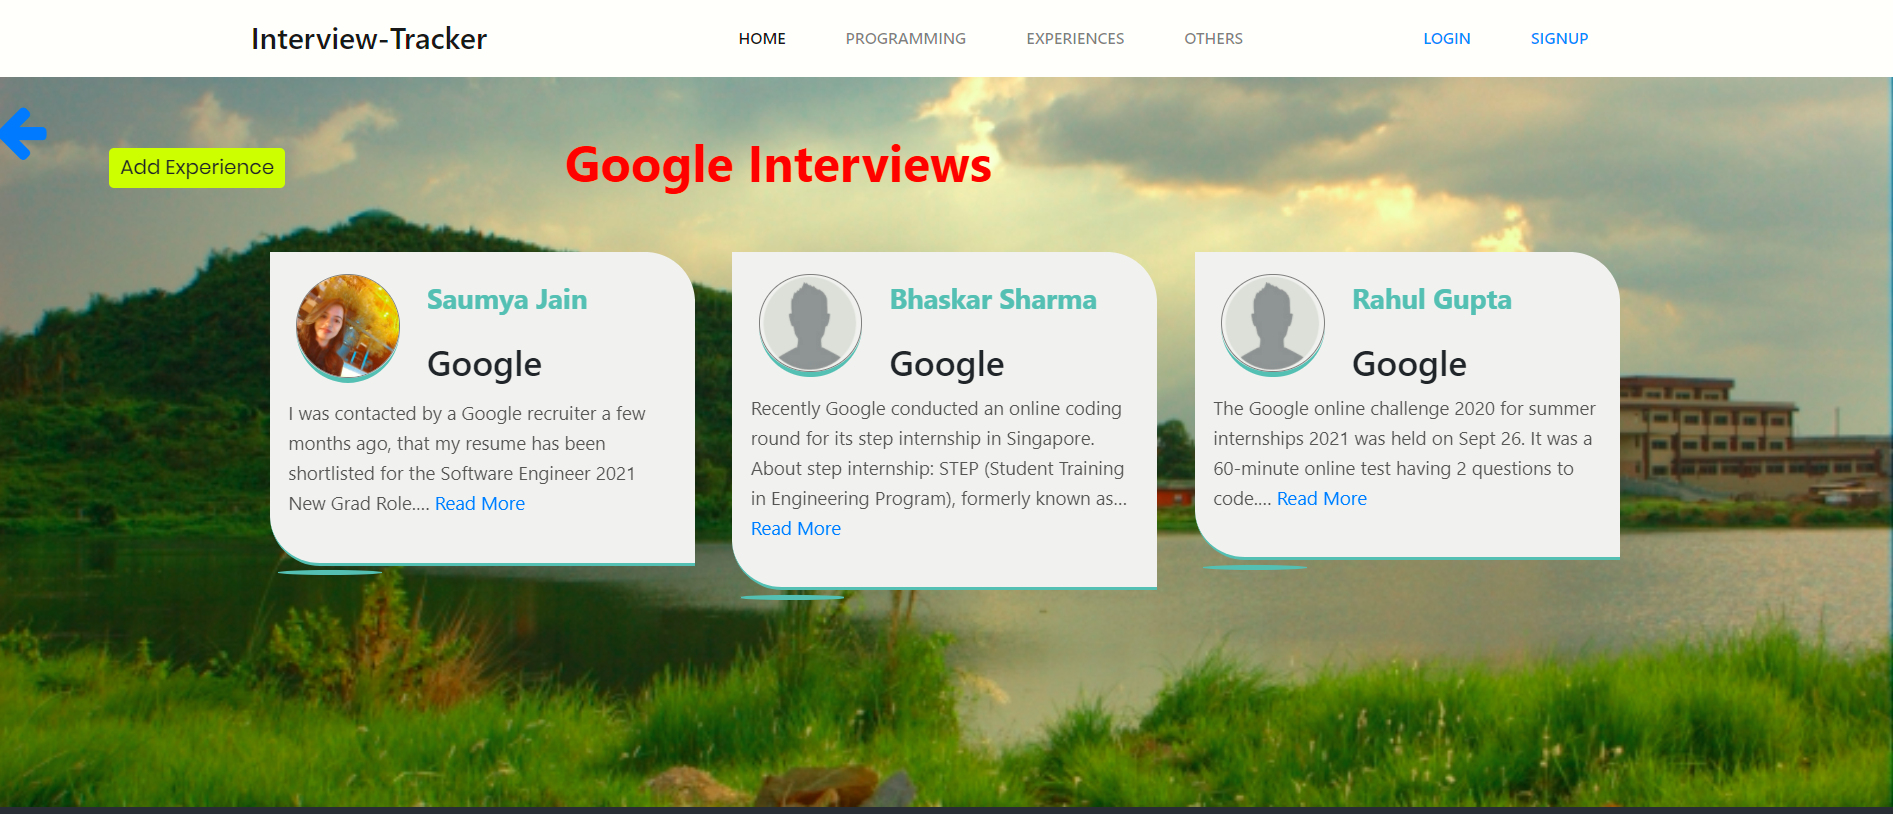 Interview-Tracker
HOME PROGRAMMING EXPERIENCES OTHERS LOGIN SIGNUP
Add Experience
Google Interviews
Saumya Jain
Google
I was contacted by a Google recruiter a few
months ago, that my resume has been
shortlisted for the Software Engineer 2021
New Grad Role.... Read More
Bhaskar Sharma
Google
Recently Google conducted an online coding
round for its step internship in Singapore.
About step internship: STEP (Student Training
in Engineering Program), formerly known as...
Read More
Rahul Gupta
Google
The Google online challenge 2020 for summer
internships 2021 was held on Sept 26. It was a
60-minute online test having 2 questions to
code.... Read More